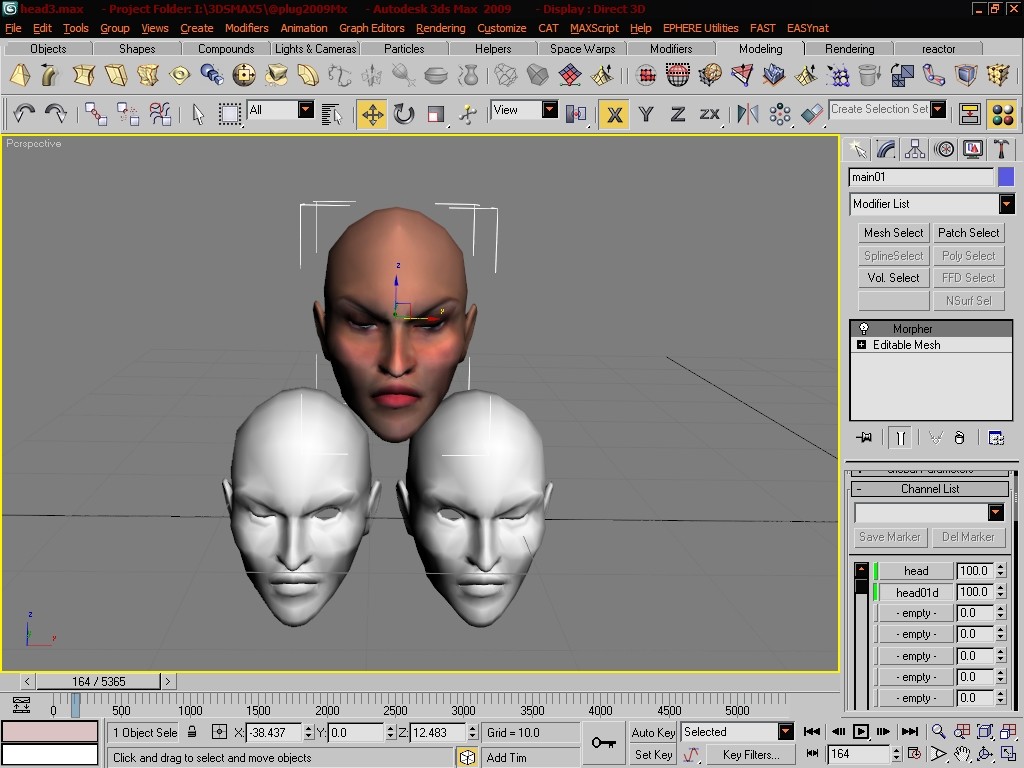 head3.max - Project Folder: I:\3DSMAX5\@plug2009Mx - Autodesk 3ds Max 2009 - Display : Direct 3D
File Edit Tools Group Views Create Modifiers Animation Graph Editors Rendering Customize CAT MAXScript Help EPHERE Utilities FAST EASYnat
Objects Shapes Compounds Lights & Cameras Particles Helpers Space Warps Modifiers Modeling Rendering reactor
All View X Y Z ZX Create Selection Set
Perspective
main01
Modifier List
Mesh Select Patch Select
SplineSelect Poly Select
Vol. Select FFD Select
NSurf Sel
Morpher
Editable Mesh
z
y
Global Parameters
- Channel List
Save Marker Del Marker
head 100.0
head01d 100.0
- empty - 0.0
- empty - 0.0
- empty - 0.0
- empty - 0.0
- empty - 0.0
z
y
< 164 / 5365 >
0 500 1000 1500 2000 2500 3000 3500 4000 4500 5000
1 Object Sele X: -38.437 Y: 0.0 Z: 12.483 Grid = 10.0 Auto Key Selected
Click and drag to select and move objects Add Tim Set Key Key Filters... 164